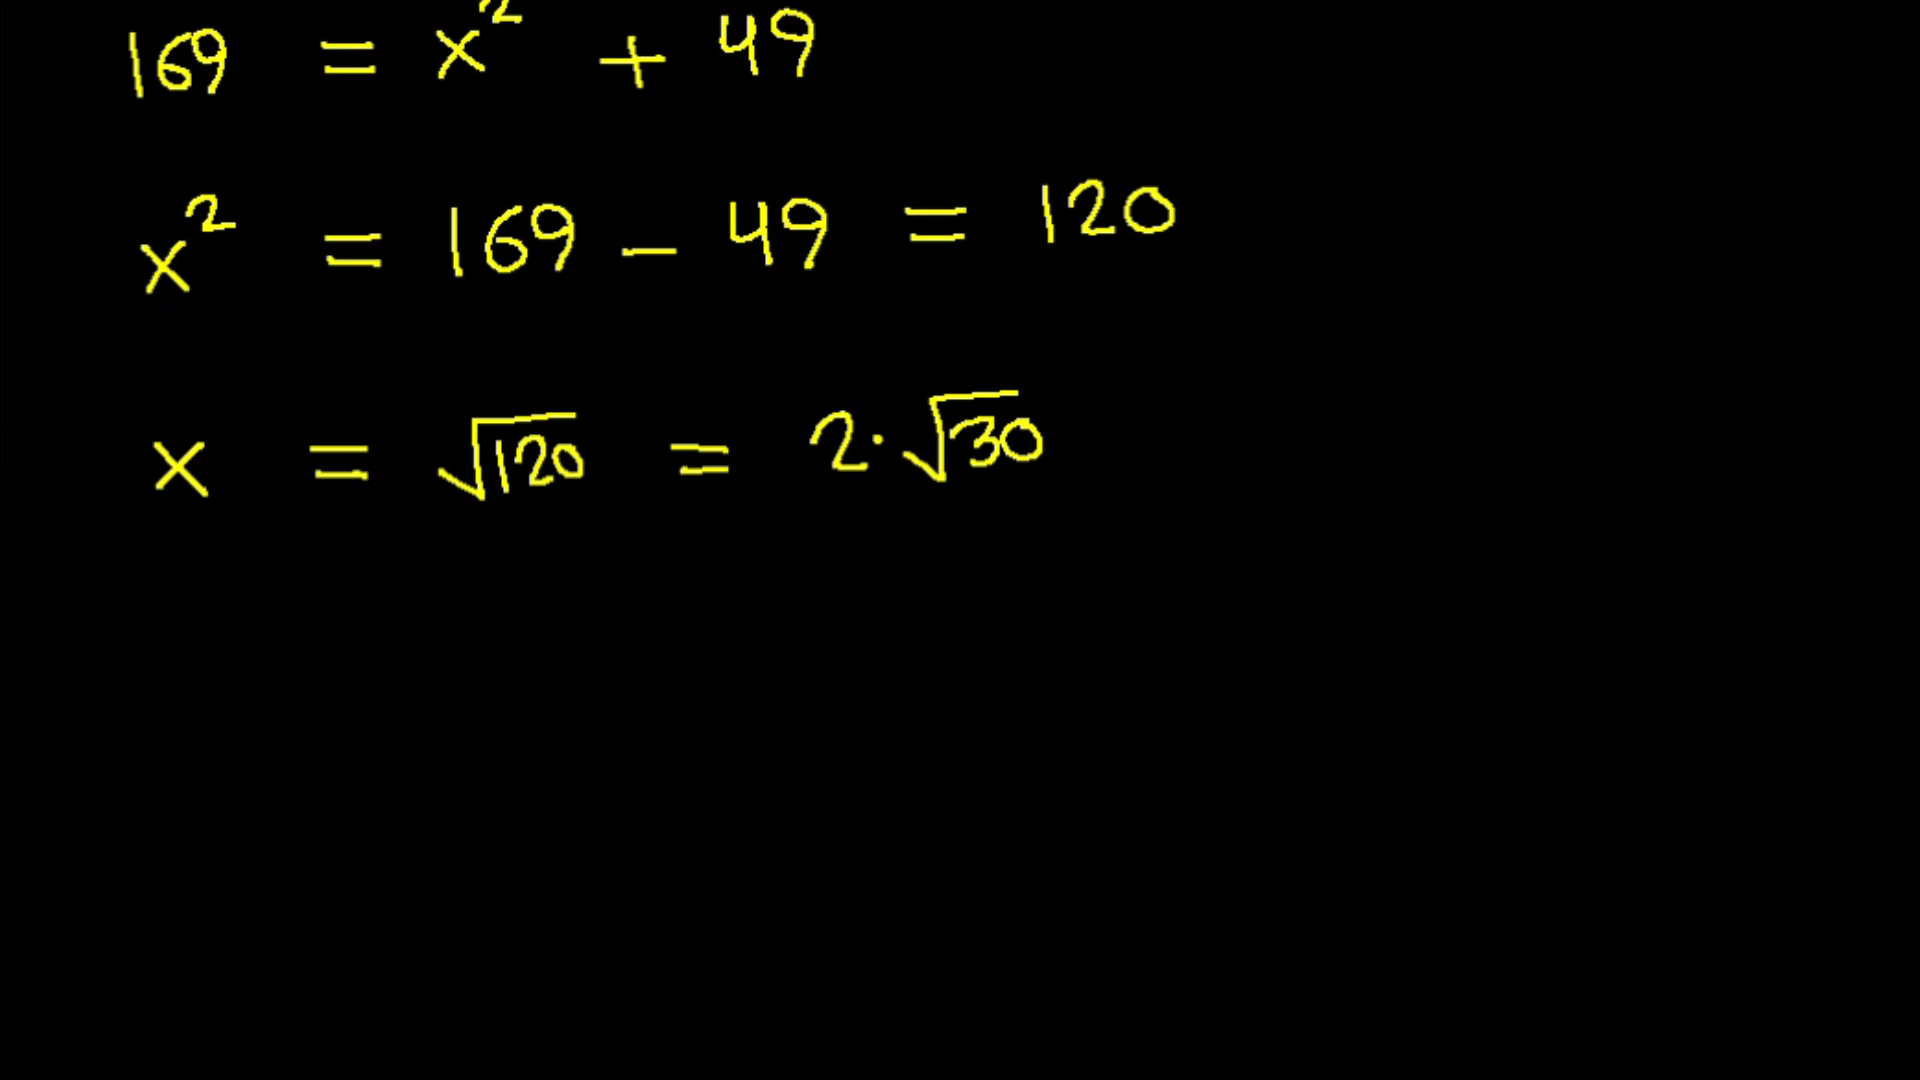 169 = x² + 49
x² = 169 - 49 = 120
x = √120 = 2·√30